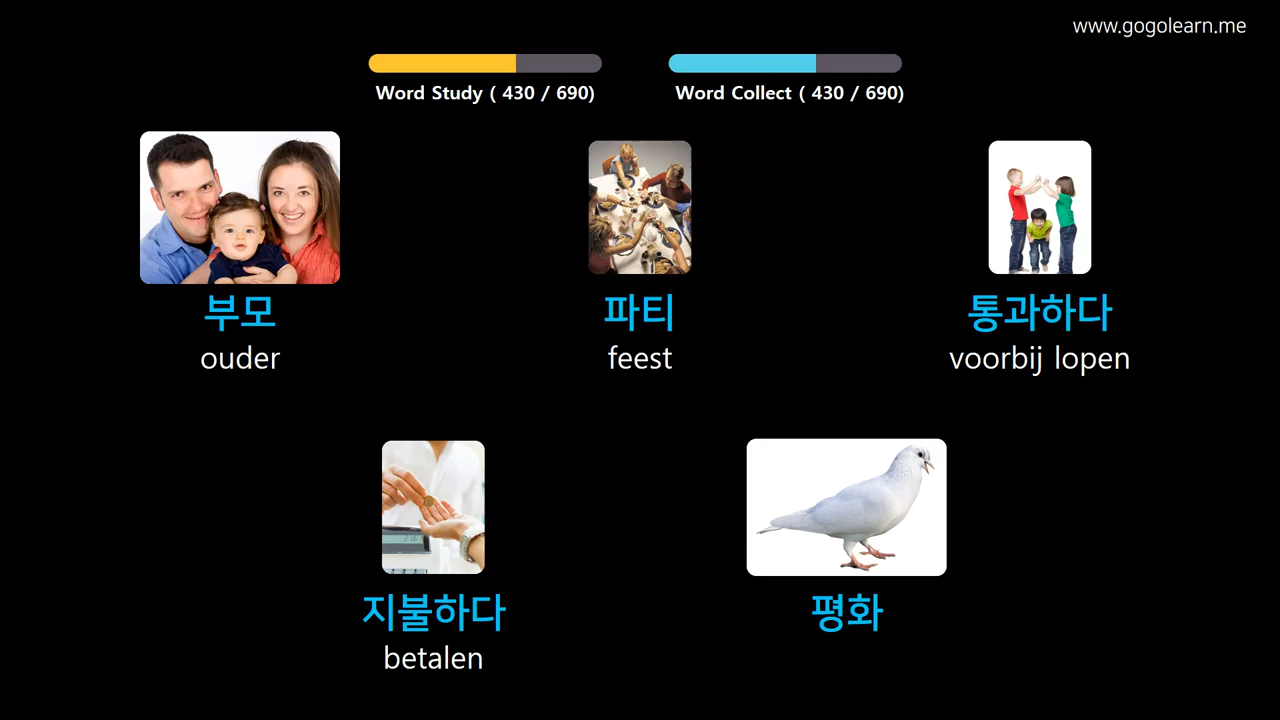 www.gogolearn.me
Word Study ( 430 / 690)
Word Collect ( 430 / 690)
부모
ouder
파티
feest
통과하다
voorbij lopen
지불하다
betalen
평화